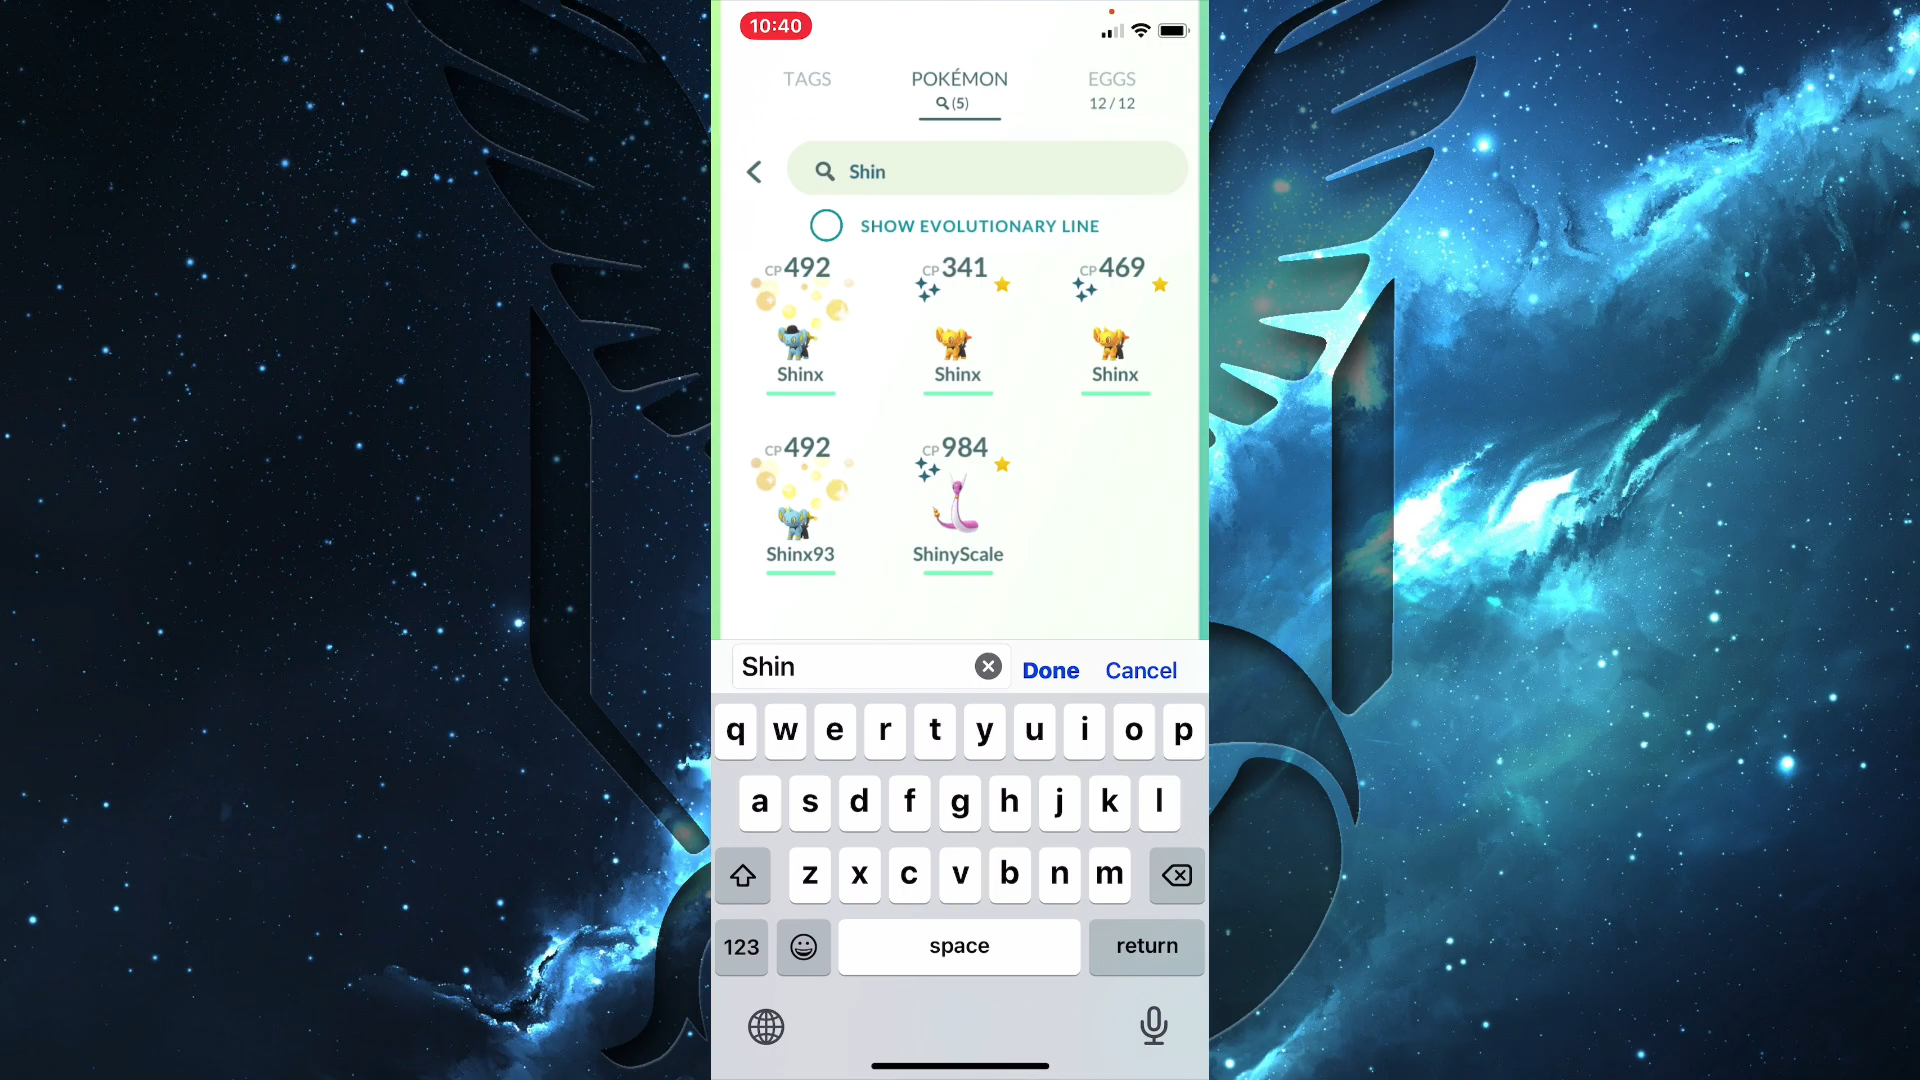 10:40
TAGS POKÉMON EGGS
(5) 12 / 12
Shin
SHOW EVOLUTIONARY LINE
CP492 CP341 CP469
Shinx Shinx Shinx
CP492 CP984
Shinx93 ShinyScale
Shin Done Cancel
q w e r t y u i o p
a s d f g h j k l
z x c v b n m
123 space return